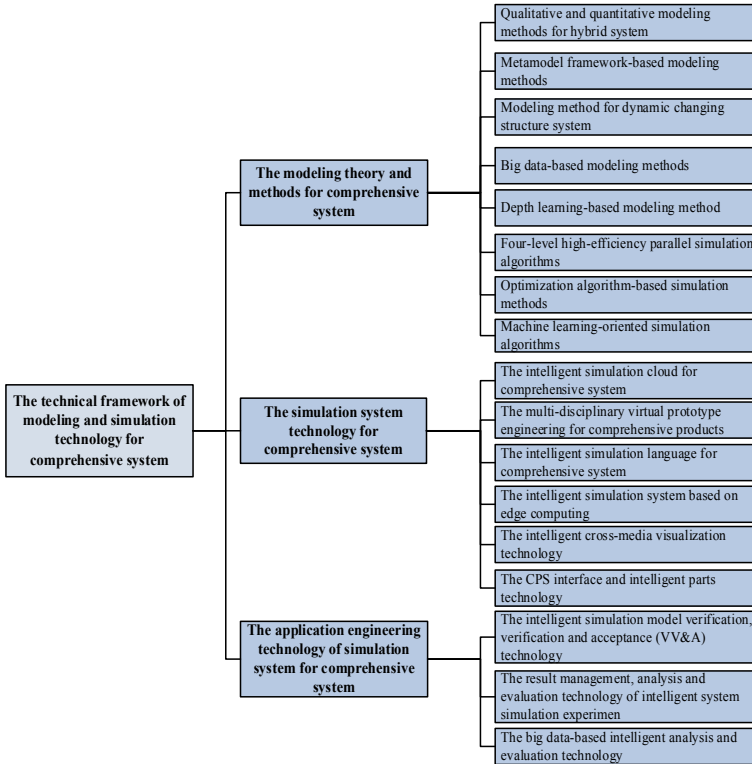 The technical framework of
modeling and simulation
technology for
comprehensive system
The modeling theory and
methods for comprehensive
system
Qualitative and quantitative modeling
methods for hybrid system
Metamodel framework-based modeling
methods
Modeling method for dynamic changing
structure system
Big data-based modeling methods
Depth learning-based modeling method
Four-level high-efficiency parallel simulation
algorithms
Optimization algorithm-based simulation
methods
Machine learning-oriented simulation
algorithms
The simulation system
technology for
comprehensive system
The intelligent simulation cloud for
comprehensive system
The multi-disciplinary virtual prototype
engineering for comprehensive products
The intelligent simulation language for
comprehensive system
The intelligent simulation system based on
edge computing
The intelligent cross-media visualization
technology
The CPS interface and intelligent parts
technology
The application engineering
technology of simulation
system for comprehensive
system
The intelligent simulation model verification,
verification and acceptance (VV&A)
technology
The result management, analysis and
evaluation technology of intelligent system
simulation experimen
The big data-based intelligent analysis and
evaluation technology